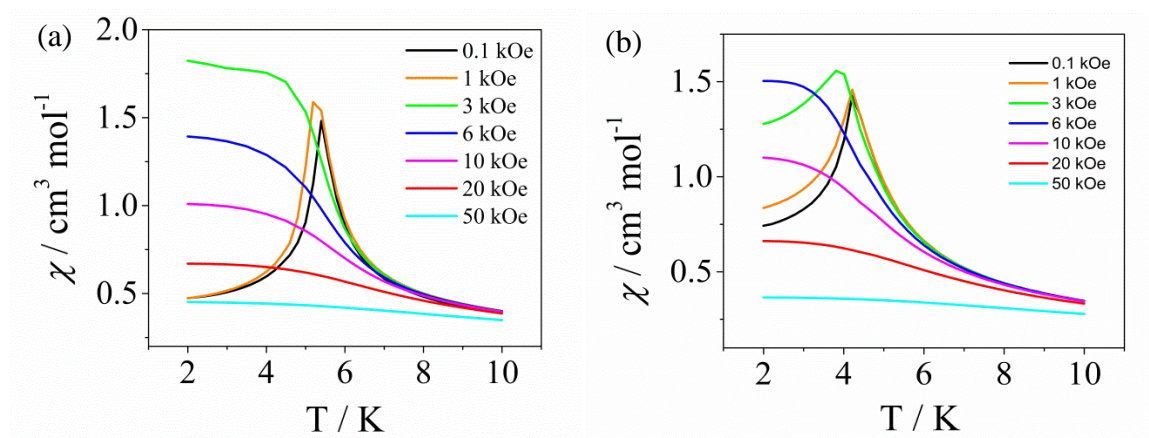 (a)
2.0
1.5
1.0
0.5
χ / cm³ mol⁻¹
0.1 kOe
1 kOe
3 kOe
6 kOe
10 kOe
20 kOe
50 kOe
2 4 6 8 10
T / K
(b)
1.5
1.0
0.5
χ / cm³ mol⁻¹
0.1 kOe
1 kOe
3 kOe
6 kOe
10 kOe
20 kOe
50 kOe
2 4 6 8 10
T / K